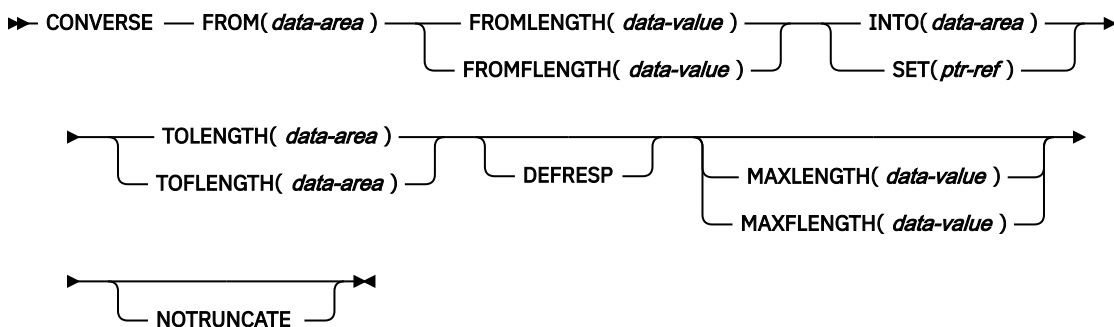 CONVERSE FROM( data-area ) FROMLENGTH( data-value ) INTO( data-area )
FROMFLENGTH( data-value ) SET( ptr-ref )
TOLENGTH( data-area )
TOFLENGTH( data-area ) DEFRESP MAXLENGTH( data-value )
MAXFLENGTH( data-value )
NOTRUNCATE